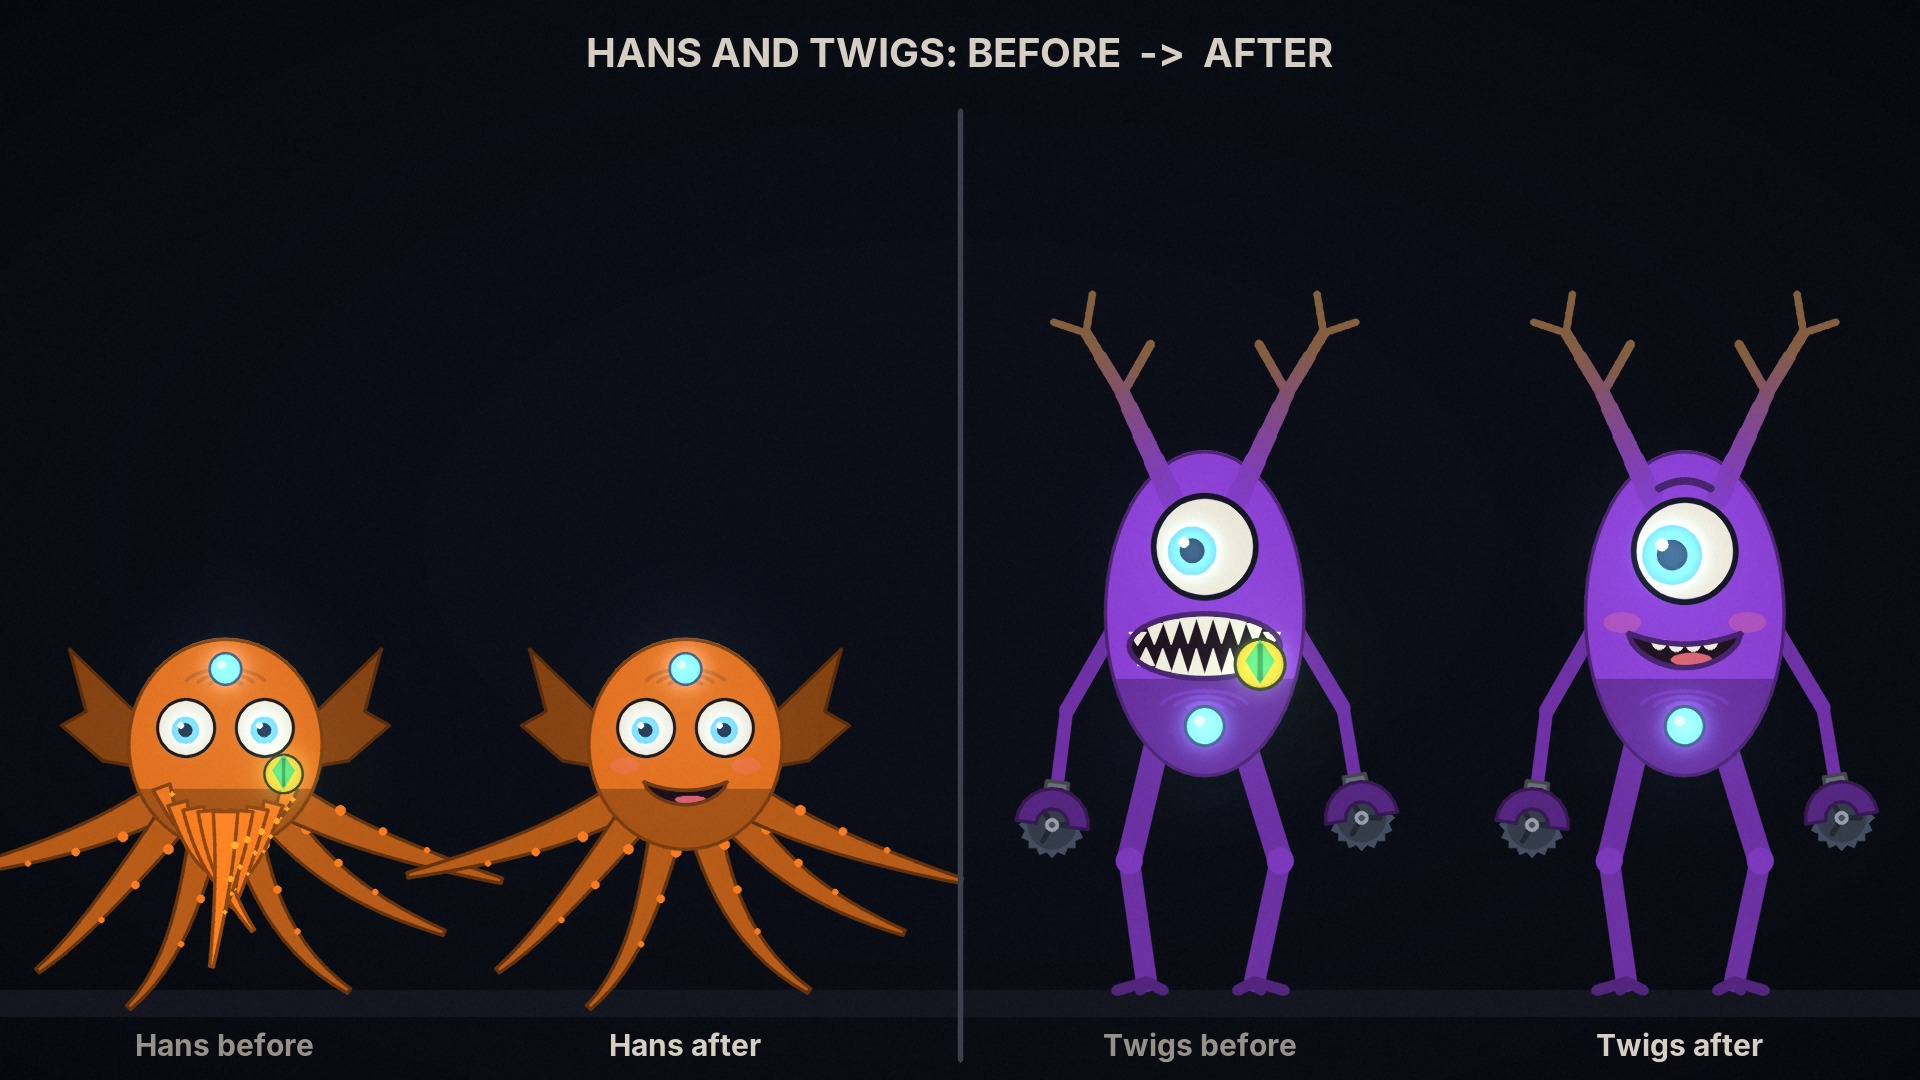 HANS AND TWIGS: BEFORE -> AFTER
Hans before
Hans after
Twigs before
Twigs after